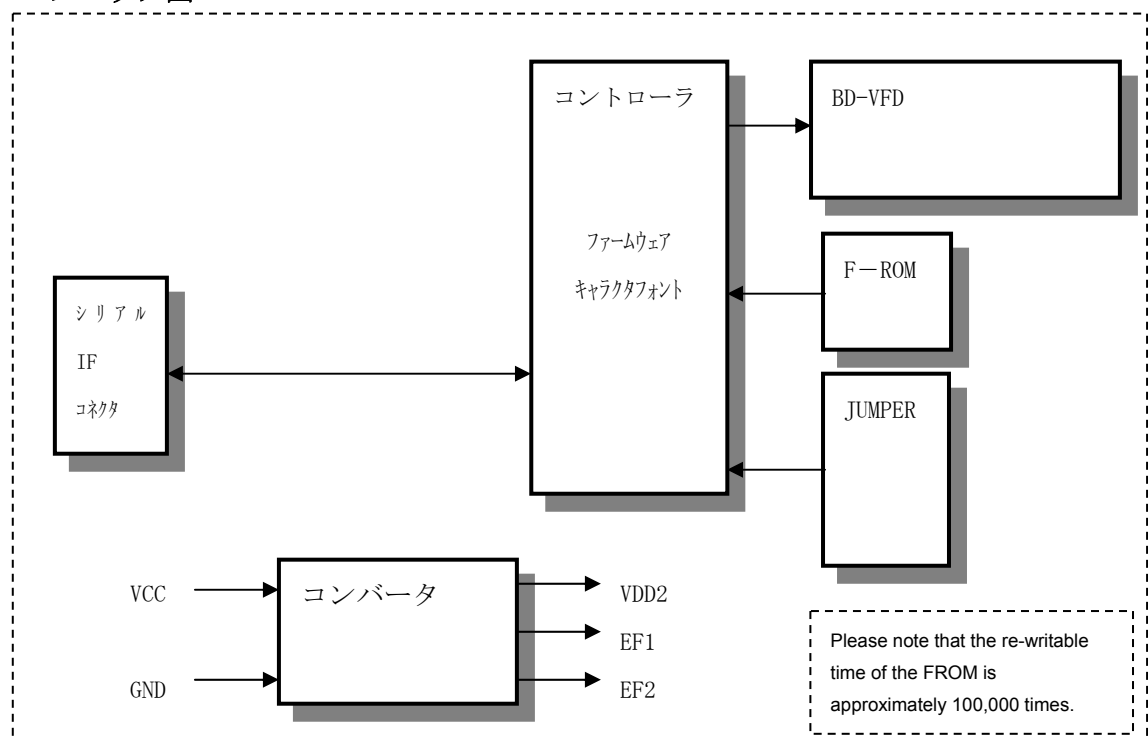 コントローラ
ファームウェア
キャラクタフォント
BD-VFD
F－ROM
JUMPER
シリアル
IF
コネクタ
VCC
GND
コンバータ
VDD2
EF1
EF2
Please note that the re-writable
time of the FROM is
approximately 100,000 times.